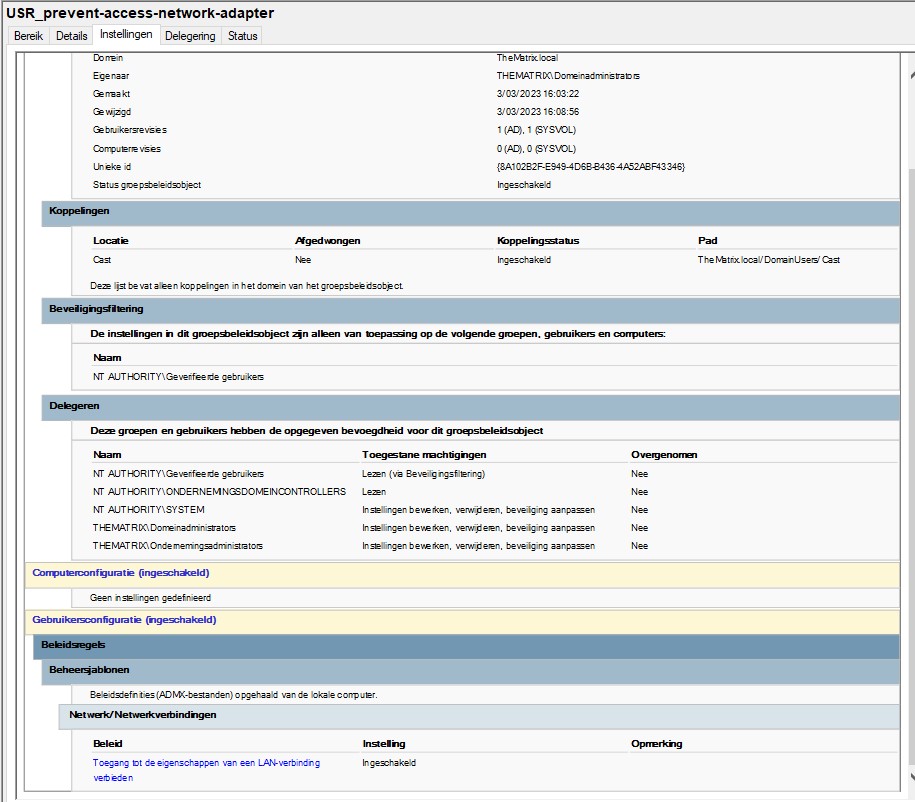 USR_prevent-access-network-adapter
Bereik Details Instellingen Delegering Status
Domein TheMatrix.local
Eigenaar THEMATRIX\Domeinadministrators
Gemaakt 3/03/2023 16:03:22
Gewijzigd 3/03/2023 16:08:56
Gebruikersrevisies 1 (AD), 1 (SYSVOL)
Computerrevisies 0 (AD), 0 (SYSVOL)
Unieke id {8A102B2F-E949-4D6B-B436-4A52ABF43346}
Status groepsbeleidsobject Ingeschakeld
Koppelingen
Locatie Afgedwongen Koppelingsstatus Pad
Cast Nee Ingeschakeld TheMatrix.local/DomainUsers/Cast
Deze lijst bevat alleen koppelingen in het domein van het groepsbeleidsobject.
Beveiligingsfiltering
De instellingen in dit groepsbeleidsobject zijn alleen van toepassing op de volgende groepen, gebruikers en computers:
Naam
NT AUTHORITY\Geverifieerde gebruikers
Delegeren
Deze groepen en gebruikers hebben de opgegeven bevoegdheid voor dit groepsbeleidsobject
Naam Toegestane machtigingen Overgenomen
NT AUTHORITY\Geverifieerde gebruikers Lezen (via Beveiligingsfiltering) Nee
NT AUTHORITY\ONDERNEMINGSDOMEINCONTROLLERS Lezen Nee
NT AUTHORITY\SYSTEM Instellingen bewerken, verwijderen, beveiliging aanpassen Nee
THEMATRIX\Domeinadministrators Instellingen bewerken, verwijderen, beveiliging aanpassen Nee
THEMATRIX\Ondernemingsadministrators Instellingen bewerken, verwijderen, beveiliging aanpassen Nee
Computerconfiguratie (ingeschakeld)
Geen instellingen gedefinieerd
Gebruikersconfiguratie (ingeschakeld)
Beleidsregels
Beheersjablonen
Beleidsdefinities (ADMX-bestanden) opgehaald van de lokale computer.
Netwerk/Netwerkverbindingen
Beleid Instelling Opmerking
Toegang tot de eigenschappen van een LAN-verbinding Ingeschakeld
verbieden